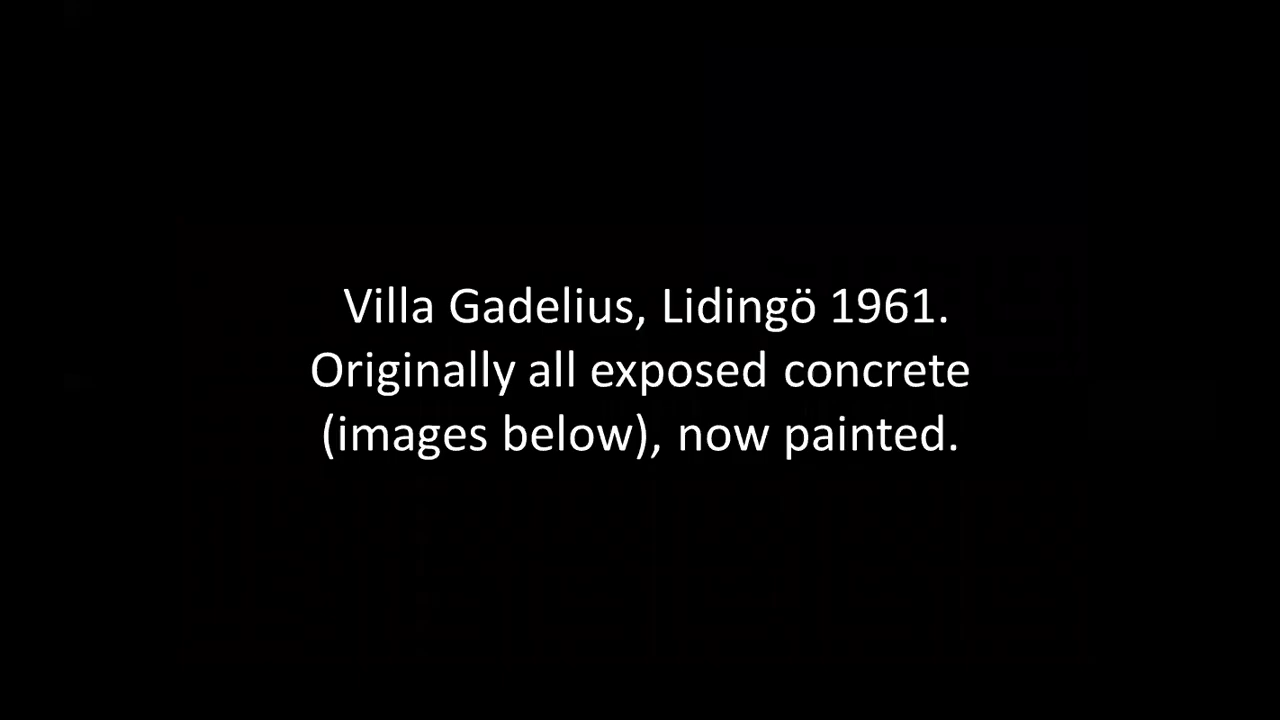 Villa Gadelius, Lidingö 1961.
Originally all exposed concrete
(images below), now painted.